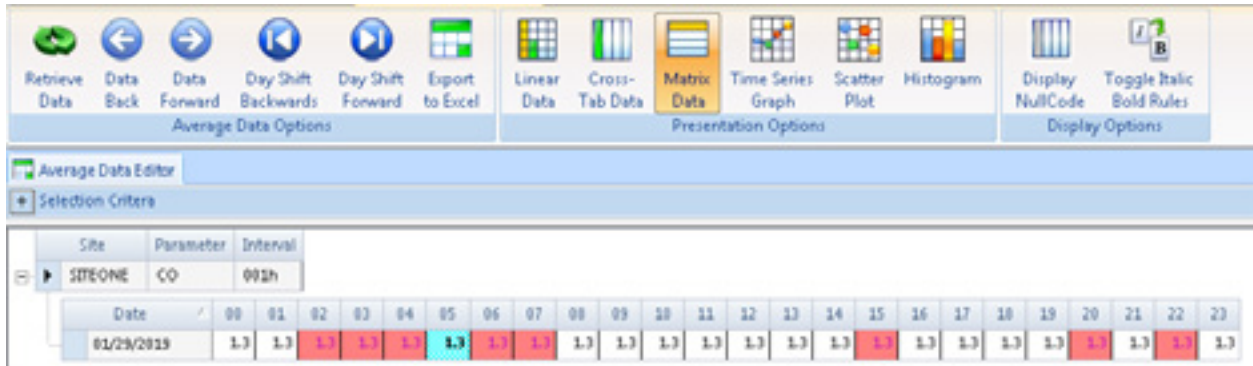 Retrieve Data Data Day Shift Day Shift Export Linear Cross- Matrix Time Series Scatter Histogram Display Toggle Italic
Data Back Forward Backwards Forward to Excel Data Tab Data Data Graph Plot NullCode Bold Rules
Average Data Options Presentation Options Display Options
Average Data Editor
+ Selection Critera
Site Parameter Interval
SITEONE CO 001h
Date 00 01 02 03 04 05 06 07 08 09 10 11 12 13 14 15 16 17 18 19 20 21 22 23
01/29/2019 1.3 1.3 1.3 1.3 1.3 1.3 1.3 1.3 1.3 1.3 1.3 1.3 1.3 1.3 1.3 1.3 1.3 1.3 1.3 1.3 1.3 1.3 1.3 1.3